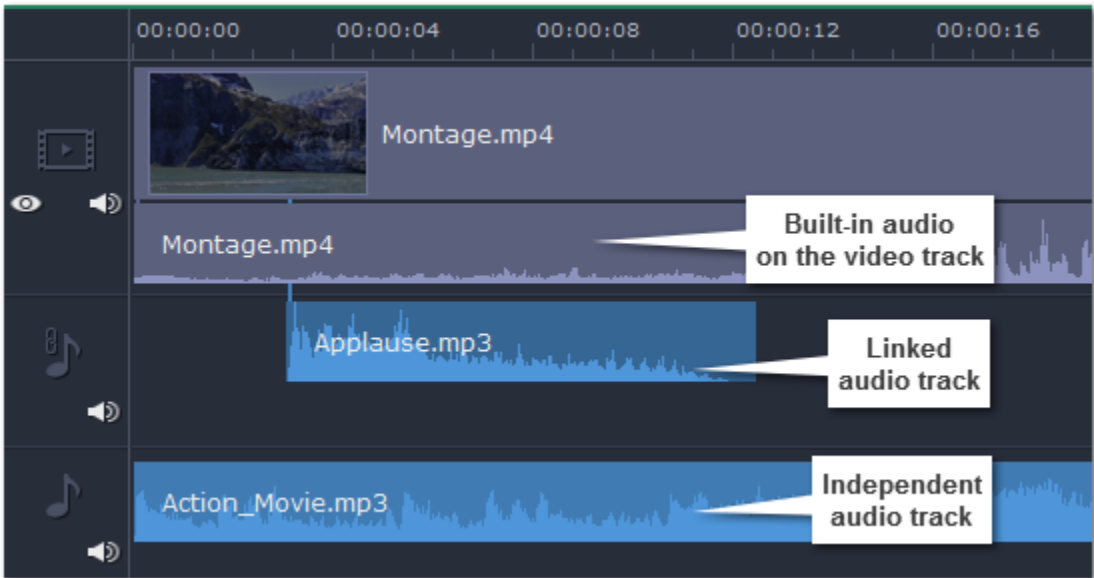 00:00:00 00:00:04 00:00:08 00:00:12 00:00:16
Montage.mp4
Montage.mp4
Built-in audio
on the video track
Applause.mp3
Linked
audio track
Action_Movie.mp3
Independent
audio track